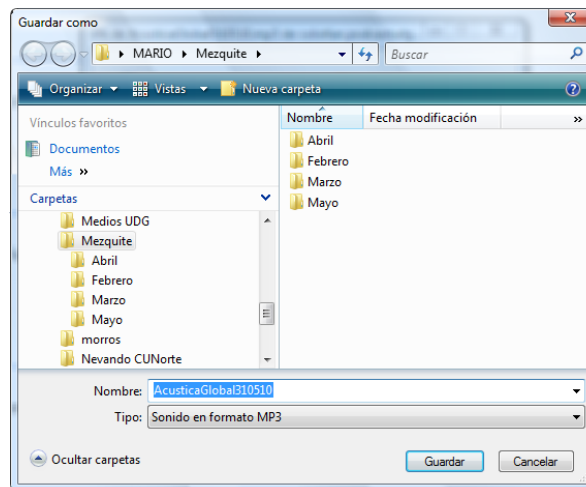 Guardar como
MARIO Mezquite
Buscar
Organizar Vistas Nueva carpeta
Vínculos favoritos
Documentos
Más »
Carpetas
Medios UDG
Mezquite
Abril
Febrero
Marzo
Mayo
morros
Nevando CUNorte
Nombre Fecha modificación »
Abril
Febrero
Marzo
Mayo
Nombre: AcusticaGlobal310510
Tipo: Sonido en formato MP3
Ocultar carpetas
Guardar Cancelar